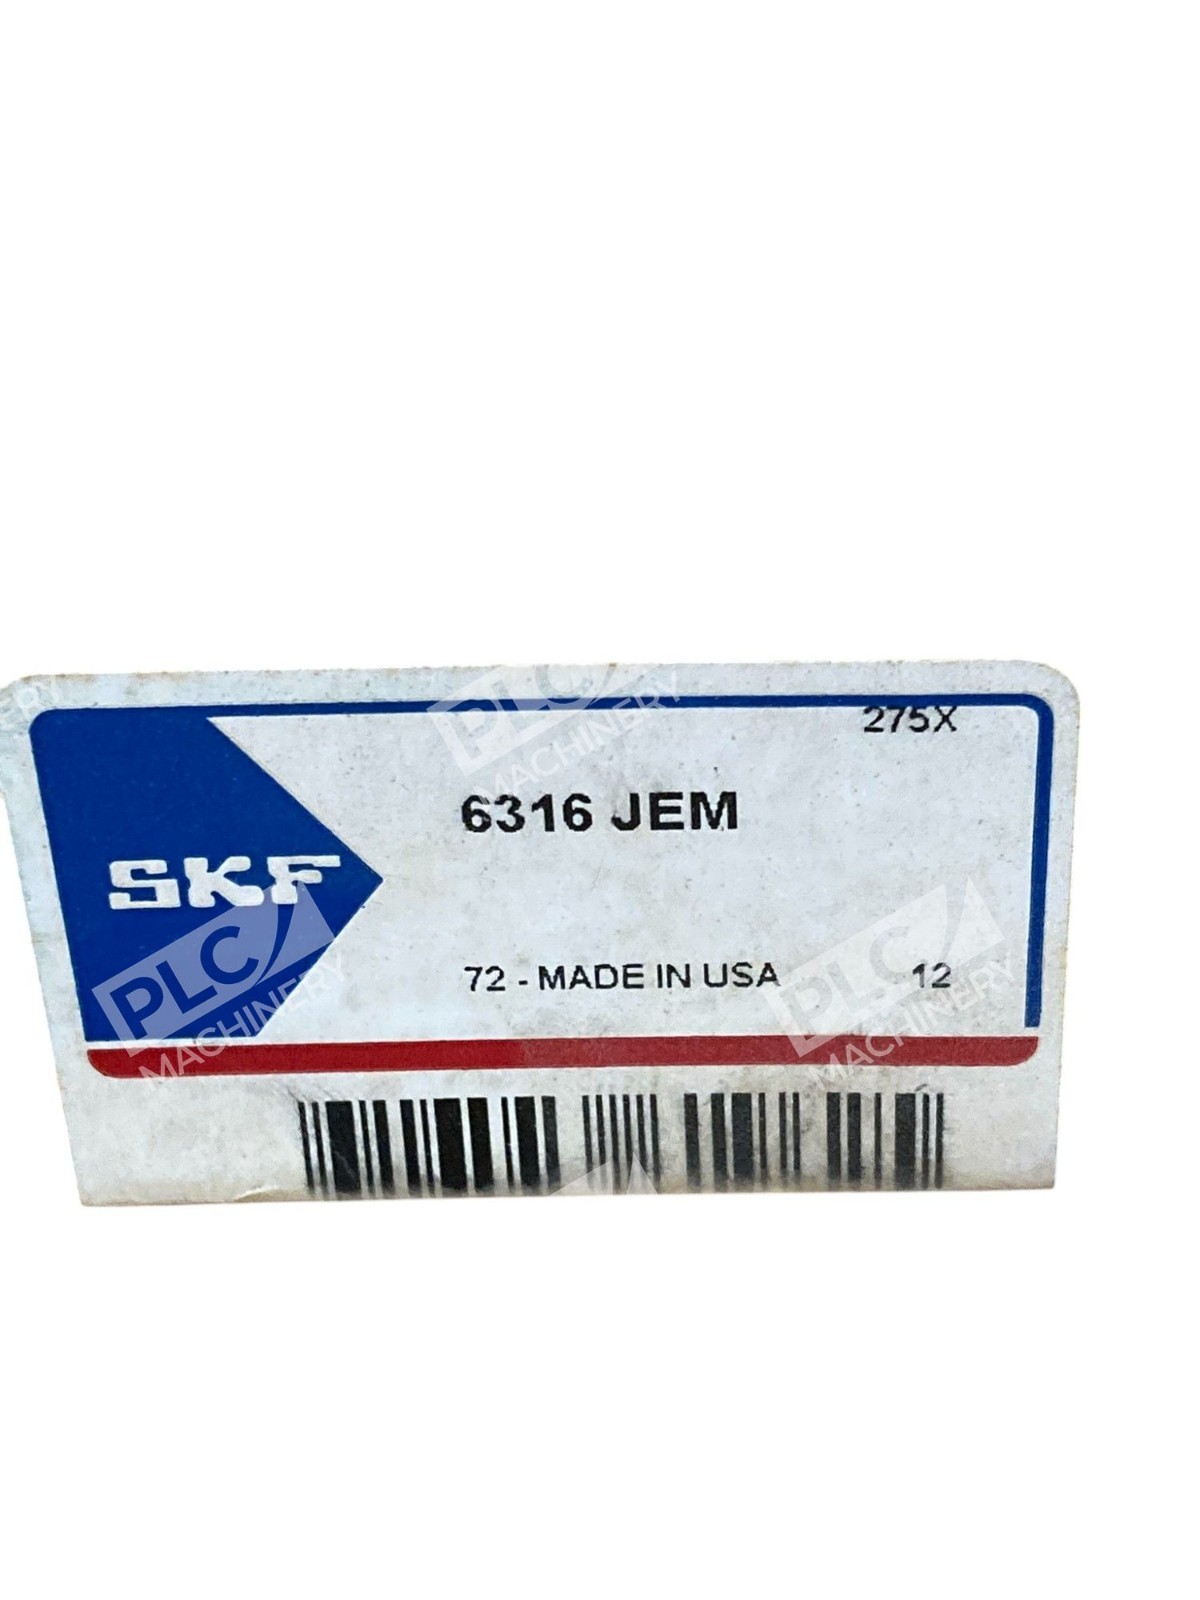 275X
6316 JEM
SKF
72 - MADE IN USA 12
PLC
MACHINERY
PLC
MACHINERY
PLC
MACHINERY